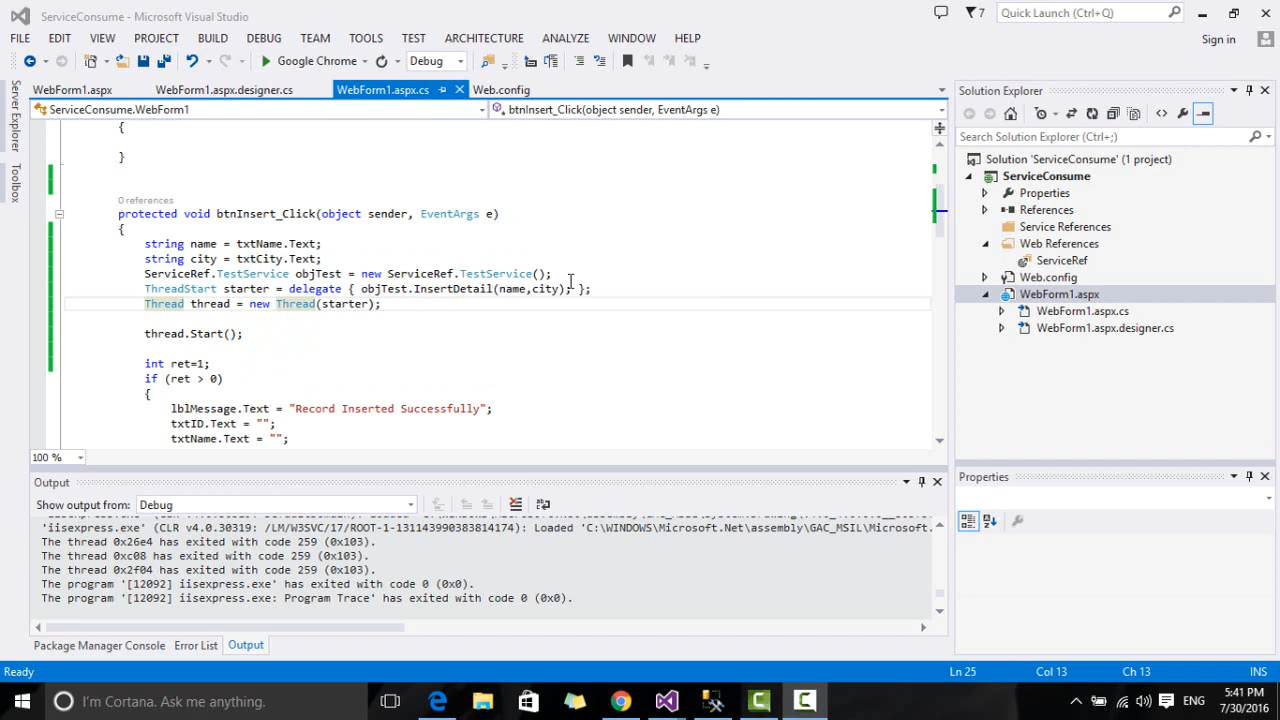 ServiceConsume - Microsoft Visual Studio
7
Quick Launch (Ctrl+Q)
FILE EDIT VIEW PROJECT BUILD DEBUG TEAM TOOLS TEST ARCHITECTURE ANALYZE WINDOW HELP
Sign in
Google Chrome
Debug
Server Explorer
Toolbox
WebForm1.aspx
WebForm1.aspx.designer.cs
WebForm1.aspx.cs
Web.config
ServiceConsume.WebForm1
btnInsert_Click(object sender, EventArgs e)
{
}
0 references
protected void btnInsert_Click(object sender, EventArgs e)
{
string name = txtName.Text;
string city = txtCity.Text;
ServiceRef.TestService objTest = new ServiceRef.TestService();
ThreadStart starter = delegate { objTest.InsertDetail(name,city); };
Thread thread = new Thread(starter);
thread.Start();
int ret=1;
if (ret > 0)
{
lblMessage.Text = "Record Inserted Successfully";
txtID.Text = "";
txtName.Text = "";
100 %
Output
Show output from: Debug
'iisexpress.exe' (CLR v4.0.30319: /LM/W3SVC/17/ROOT-1-131143990383814174): Loaded 'C:\WINDOWS\Microsoft.Net\assembly\GAC_MSIL\Microsoft.
The thread 0x26e4 has exited with code 259 (0x103).
The thread 0xc08 has exited with code 259 (0x103).
The thread 0x2f04 has exited with code 259 (0x103).
The program '[12092] iisexpress.exe' has exited with code 0 (0x0).
The program '[12092] iisexpress.exe: Program Trace' has exited with code 0 (0x0).
Package Manager Console Error List Output
Solution Explorer
Search Solution Explorer (Ctrl+;)
Solution 'ServiceConsume' (1 project)
ServiceConsume
Properties
References
Service References
Web References
ServiceRef
Web.config
WebForm1.aspx
WebForm1.aspx.cs
WebForm1.aspx.designer.cs
Properties
Ready
Ln 25
Col 13
Ch 13
INS
I'm Cortana. Ask me anything.
ENG
5:41 PM
7/30/2016